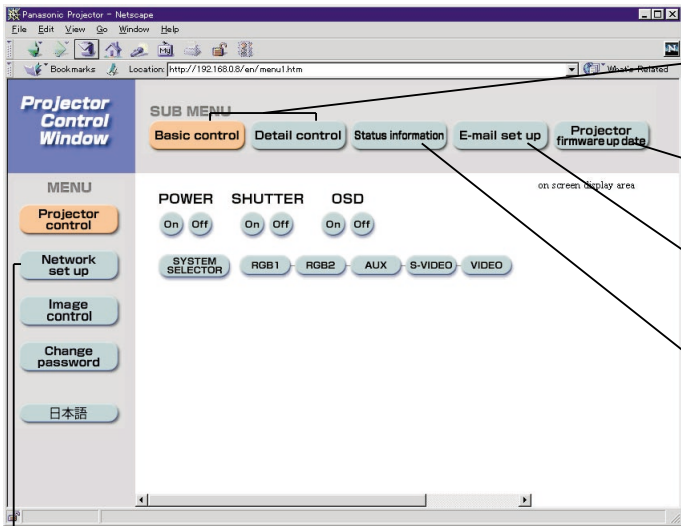 Panasonic Projector - Netscape
File Edit View Go Window Help
Bookmarks Location: http://192.168.0.8/en/menu1.htm What's Related
Projector
Control
Window
SUB MENU
Basic control Detail control Status information E-mail set up Projector firmware up date
MENU
Projector
control
Network
set up
Image
control
Change
password
日本語
on screen display area
POWER SHUTTER OSD
On Off On Off On Off
SYSTEM
SELECTOR RGB1 RGB2 AUX S-VIDEO VIDEO